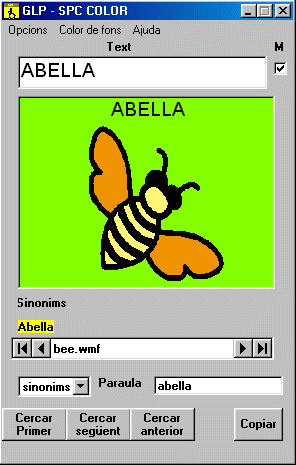 GLP - SPC COLOR
Opcions Color de fons Ajuda
Text M
ABELLA
ABELLA
Sinonims
Abella
bee.wmf
sinonims Paraula abella
Cercar Primer
Cercar següent
Cercar anterior
Copiar